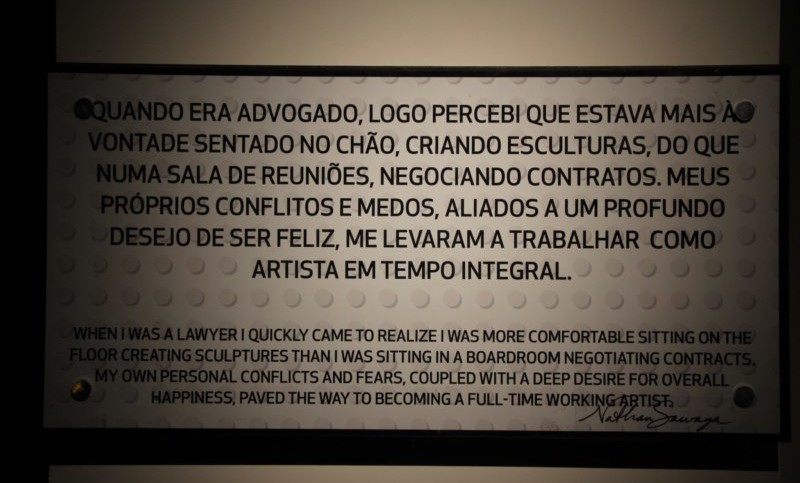 QUANDO ERA ADVOGADO, LOGO PERCEBI QUE ESTAVA MAIS À
VONTADE SENTADO NO CHÃO, CRIANDO ESCULTURAS, DO QUE
NUMA SALA DE REUNIÕES, NEGOCIANDO CONTRATOS. MEUS
PRÓPRIOS CONFLITOS E MEDOS, ALIADOS A UM PROFUNDO
DESEJO DE SER FELIZ, ME LEVARAM A TRABALHAR COMO
ARTISTA EM TEMPO INTEGRAL.
WHEN I WAS A LAWYER I QUICKLY CAME TO REALIZE I WAS MORE COMFORTABLE SITTING ON THE
FLOOR CREATING SCULPTURES THAN I WAS SITTING IN A BOARDROOM NEGOTIATING CONTRACTS.
MY OWN PERSONAL CONFLICTS AND FEARS, COUPLED WITH A DEEP DESIRE FOR OVERALL
HAPPINESS, PAVED THE WAY TO BECOMING A FULL-TIME WORKING ARTIST.
Nathan Sawaya